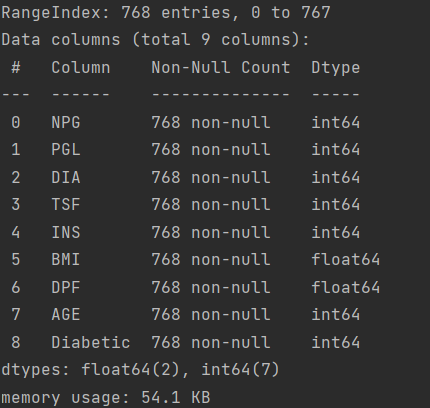 RangeIndex: 768 entries, 0 to 767
Data columns (total 9 columns):
 #   Column    Non-Null Count  Dtype
---  ------    --------------  -----
 0   NPG       768 non-null    int64
 1   PGL       768 non-null    int64
 2   DIA       768 non-null    int64
 3   TSF       768 non-null    int64
 4   INS       768 non-null    int64
 5   BMI       768 non-null    float64
 6   DPF       768 non-null    float64
 7   AGE       768 non-null    int64
 8   Diabetic  768 non-null    int64
dtypes: float64(2), int64(7)
memory usage: 54.1 KB